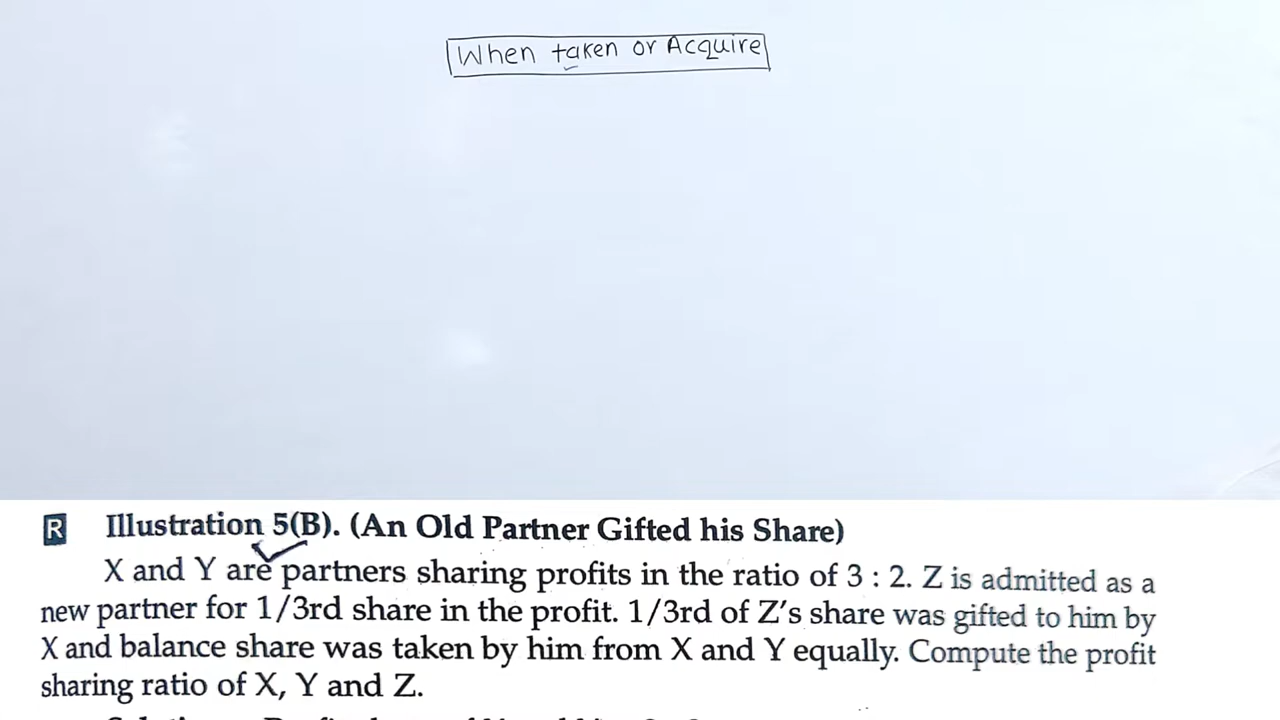 When taken or Acquire
R Illustration 5(B). (An Old Partner Gifted his Share)
X and Y are partners sharing profits in the ratio of 3 : 2. Z is admitted as a
new partner for 1/3rd share in the profit. 1/3rd of Z's share was gifted to him by
X and balance share was taken by him from X and Y equally. Compute the profit
sharing ratio of X, Y and Z.